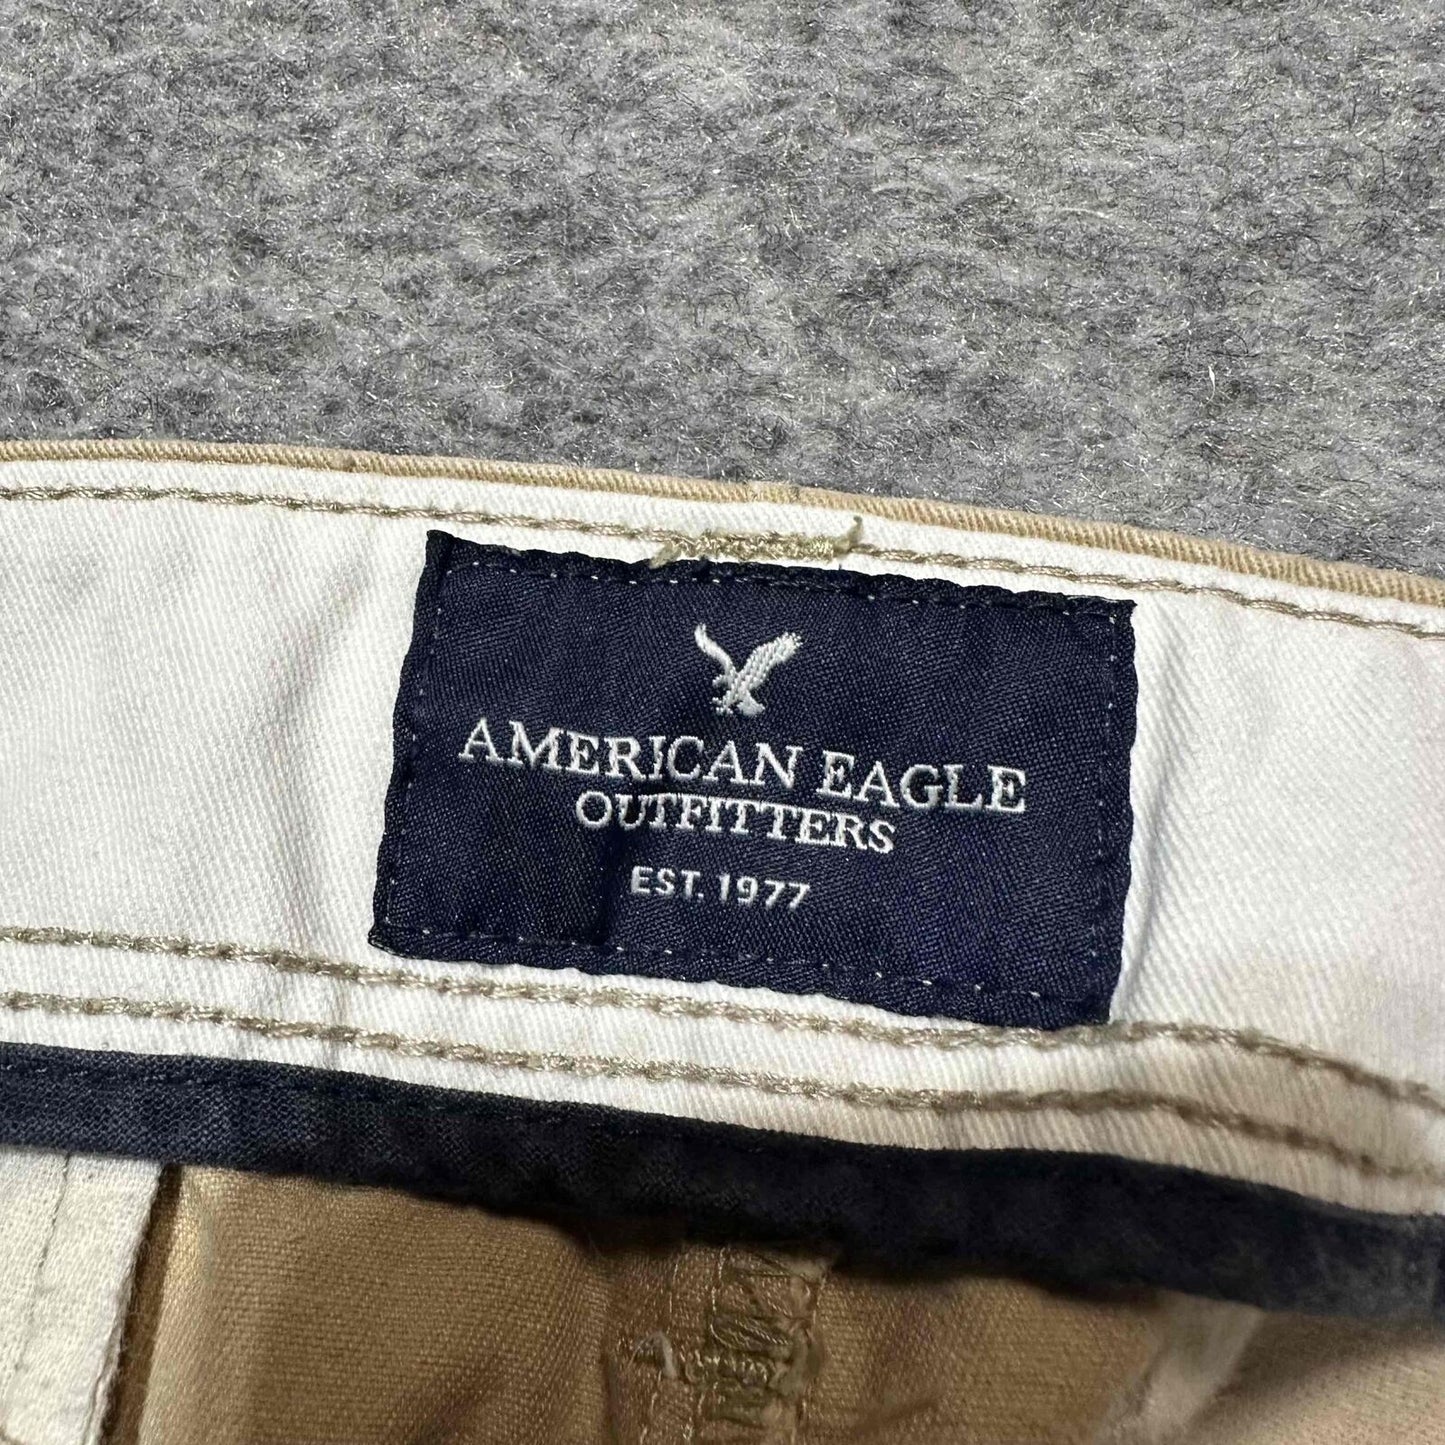 AMERICAN EAGLE
OUTFITTERS
EST. 1977